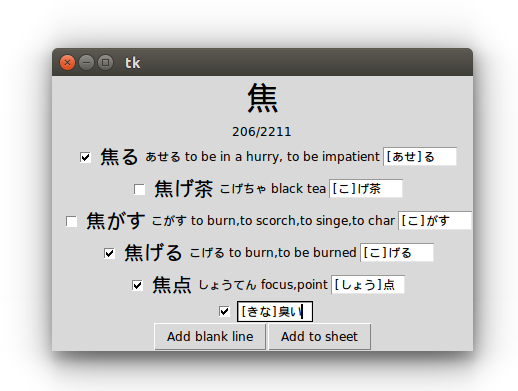 tk
焦
206/2211
焦る あせる to be in a hurry, to be impatient [あせ]る
焦げ茶 こげちゃ black tea [こ]げ茶
焦がす こがす to burn,to scorch,to singe,to char [こ]がす
焦げる こげる to burn,to be burned [こ]げる
焦点 しょうてん focus,point [しょう]点
[きな]臭い
Add blank line Add to sheet